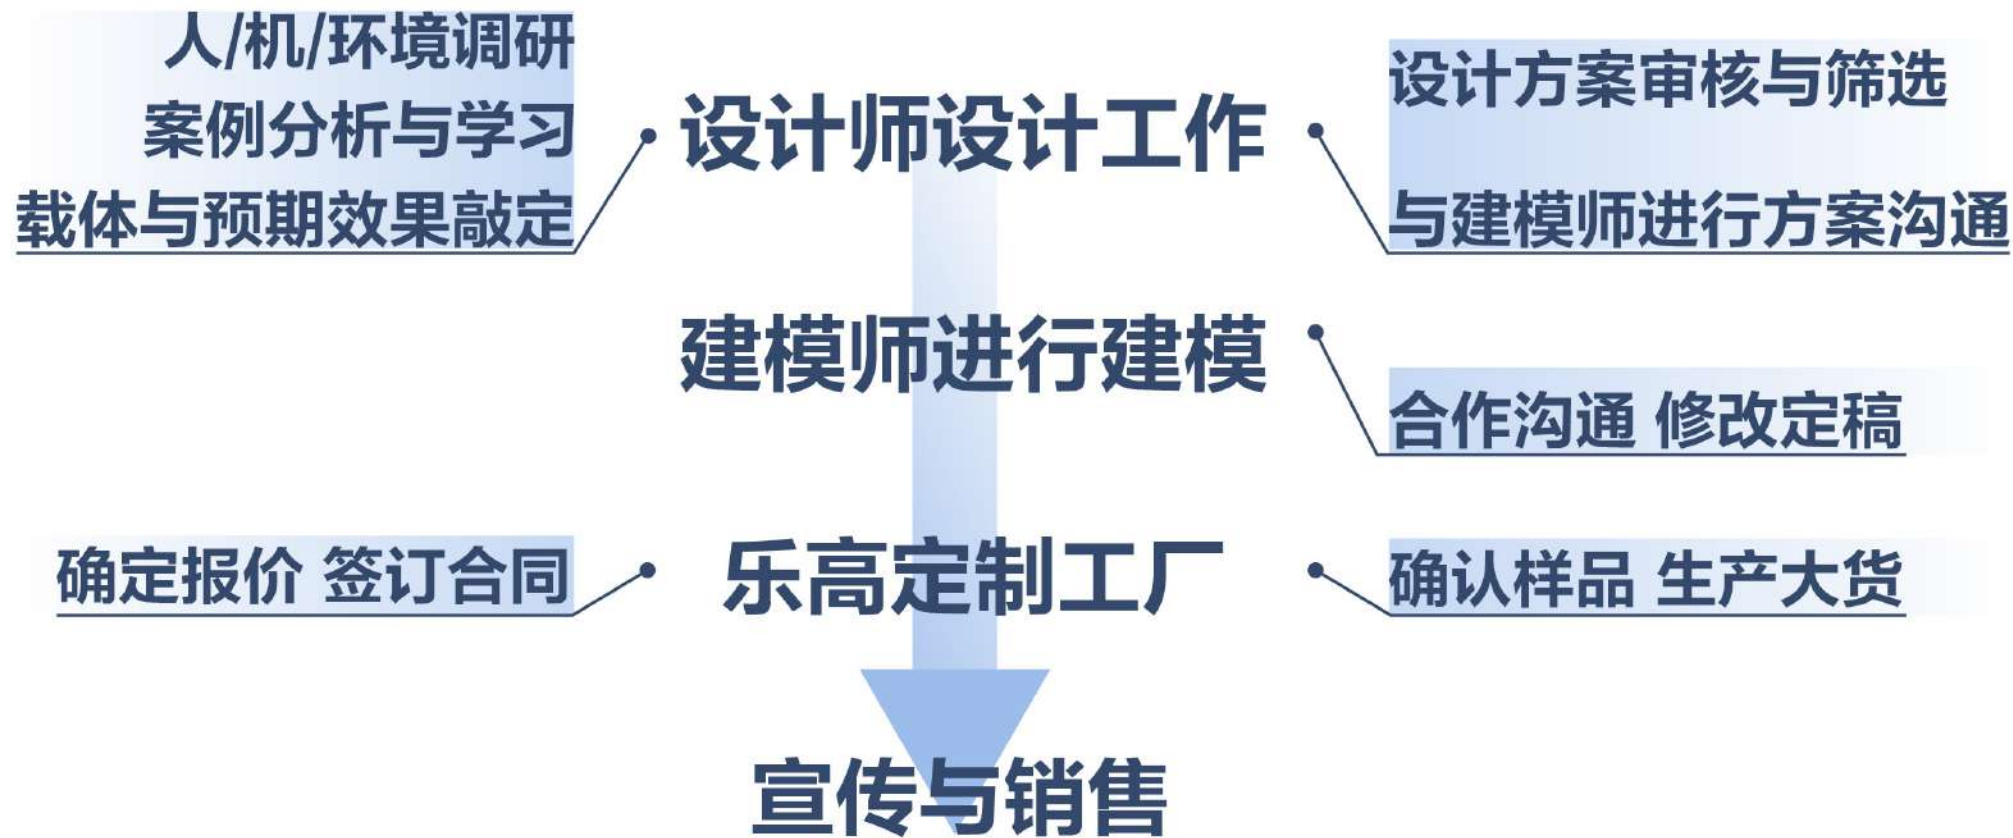 人/机/环境调研
案例分析与学习
载体与预期效果敲定
设计师设计工作
设计方案审核与筛选
与建模师进行方案沟通
建模师进行建模
合作沟通 修改定稿
确定报价 签订合同
乐高定制工厂
确认样品 生产大货
宣传与销售